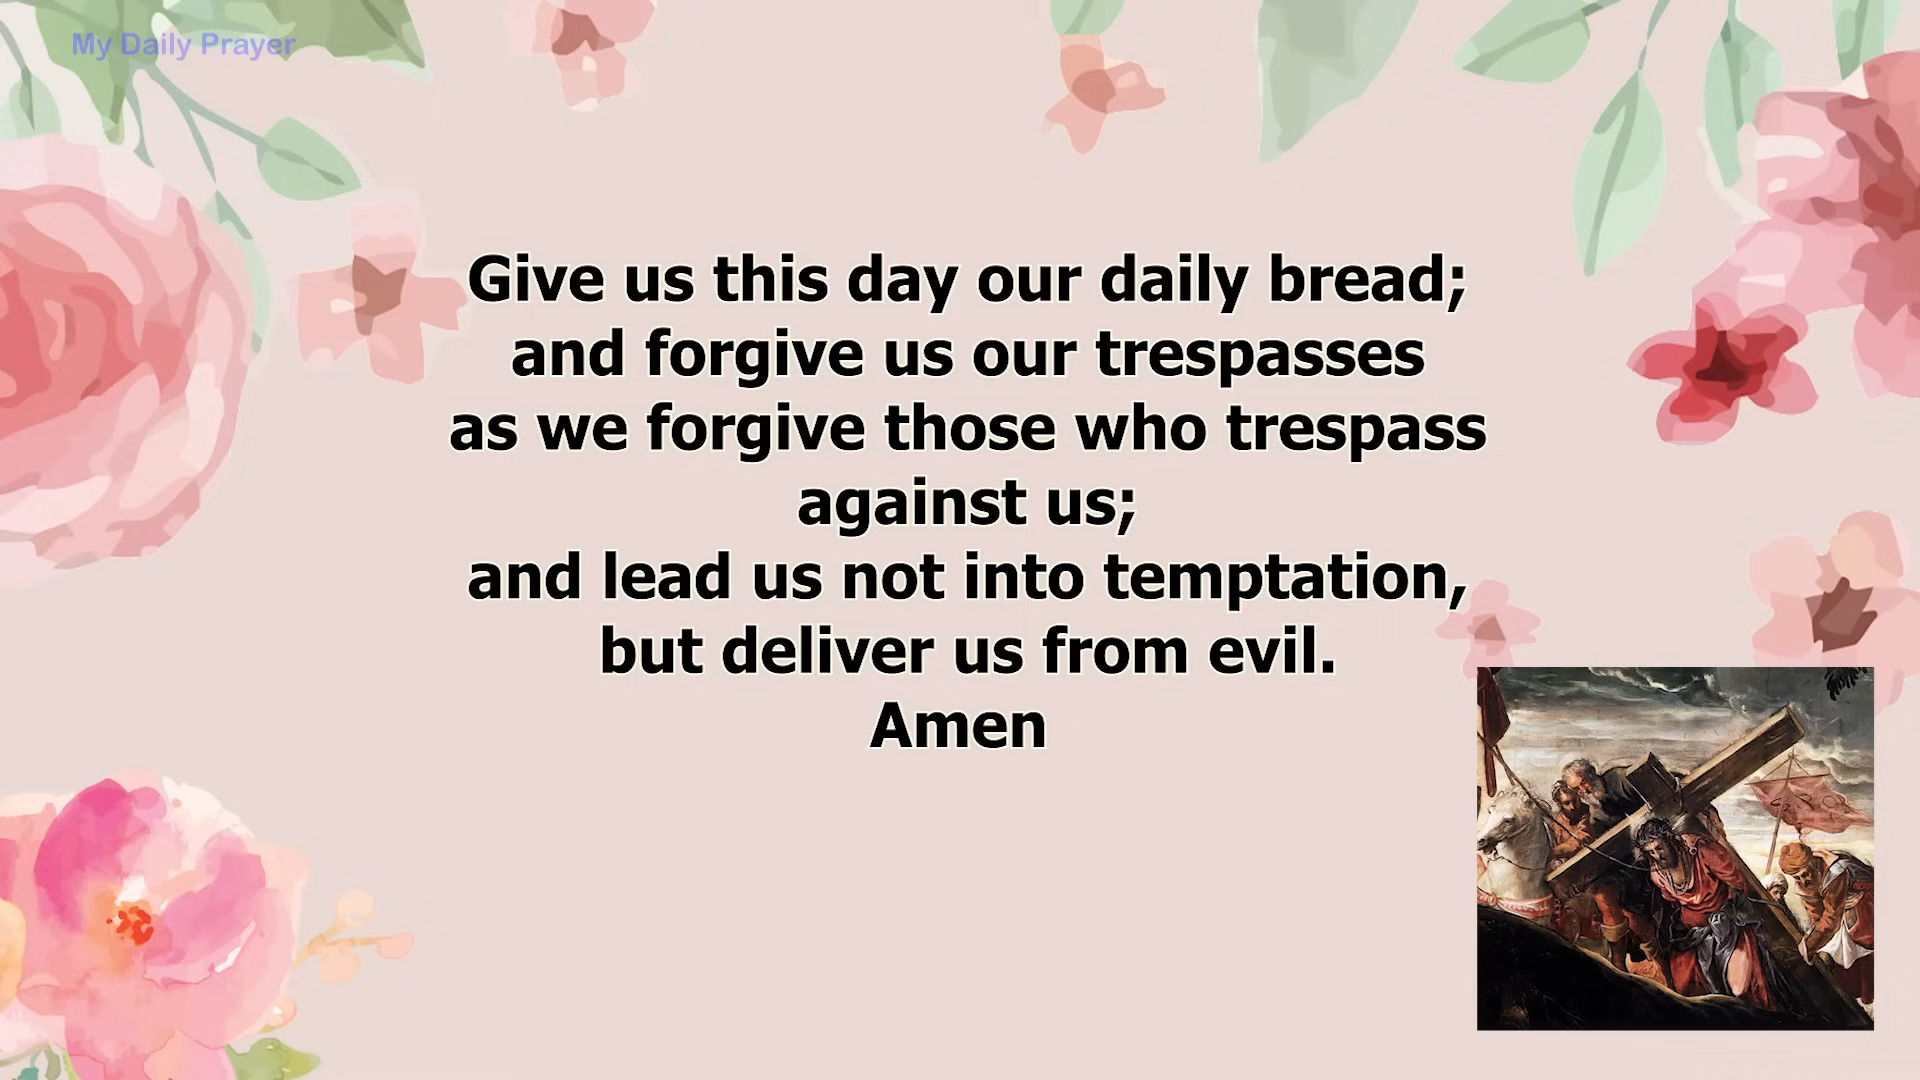 My Daily Prayer
Give us this day our daily bread;
and forgive us our trespasses
as we forgive those who trespass
against us;
and lead us not into temptation,
but deliver us from evil.
Amen